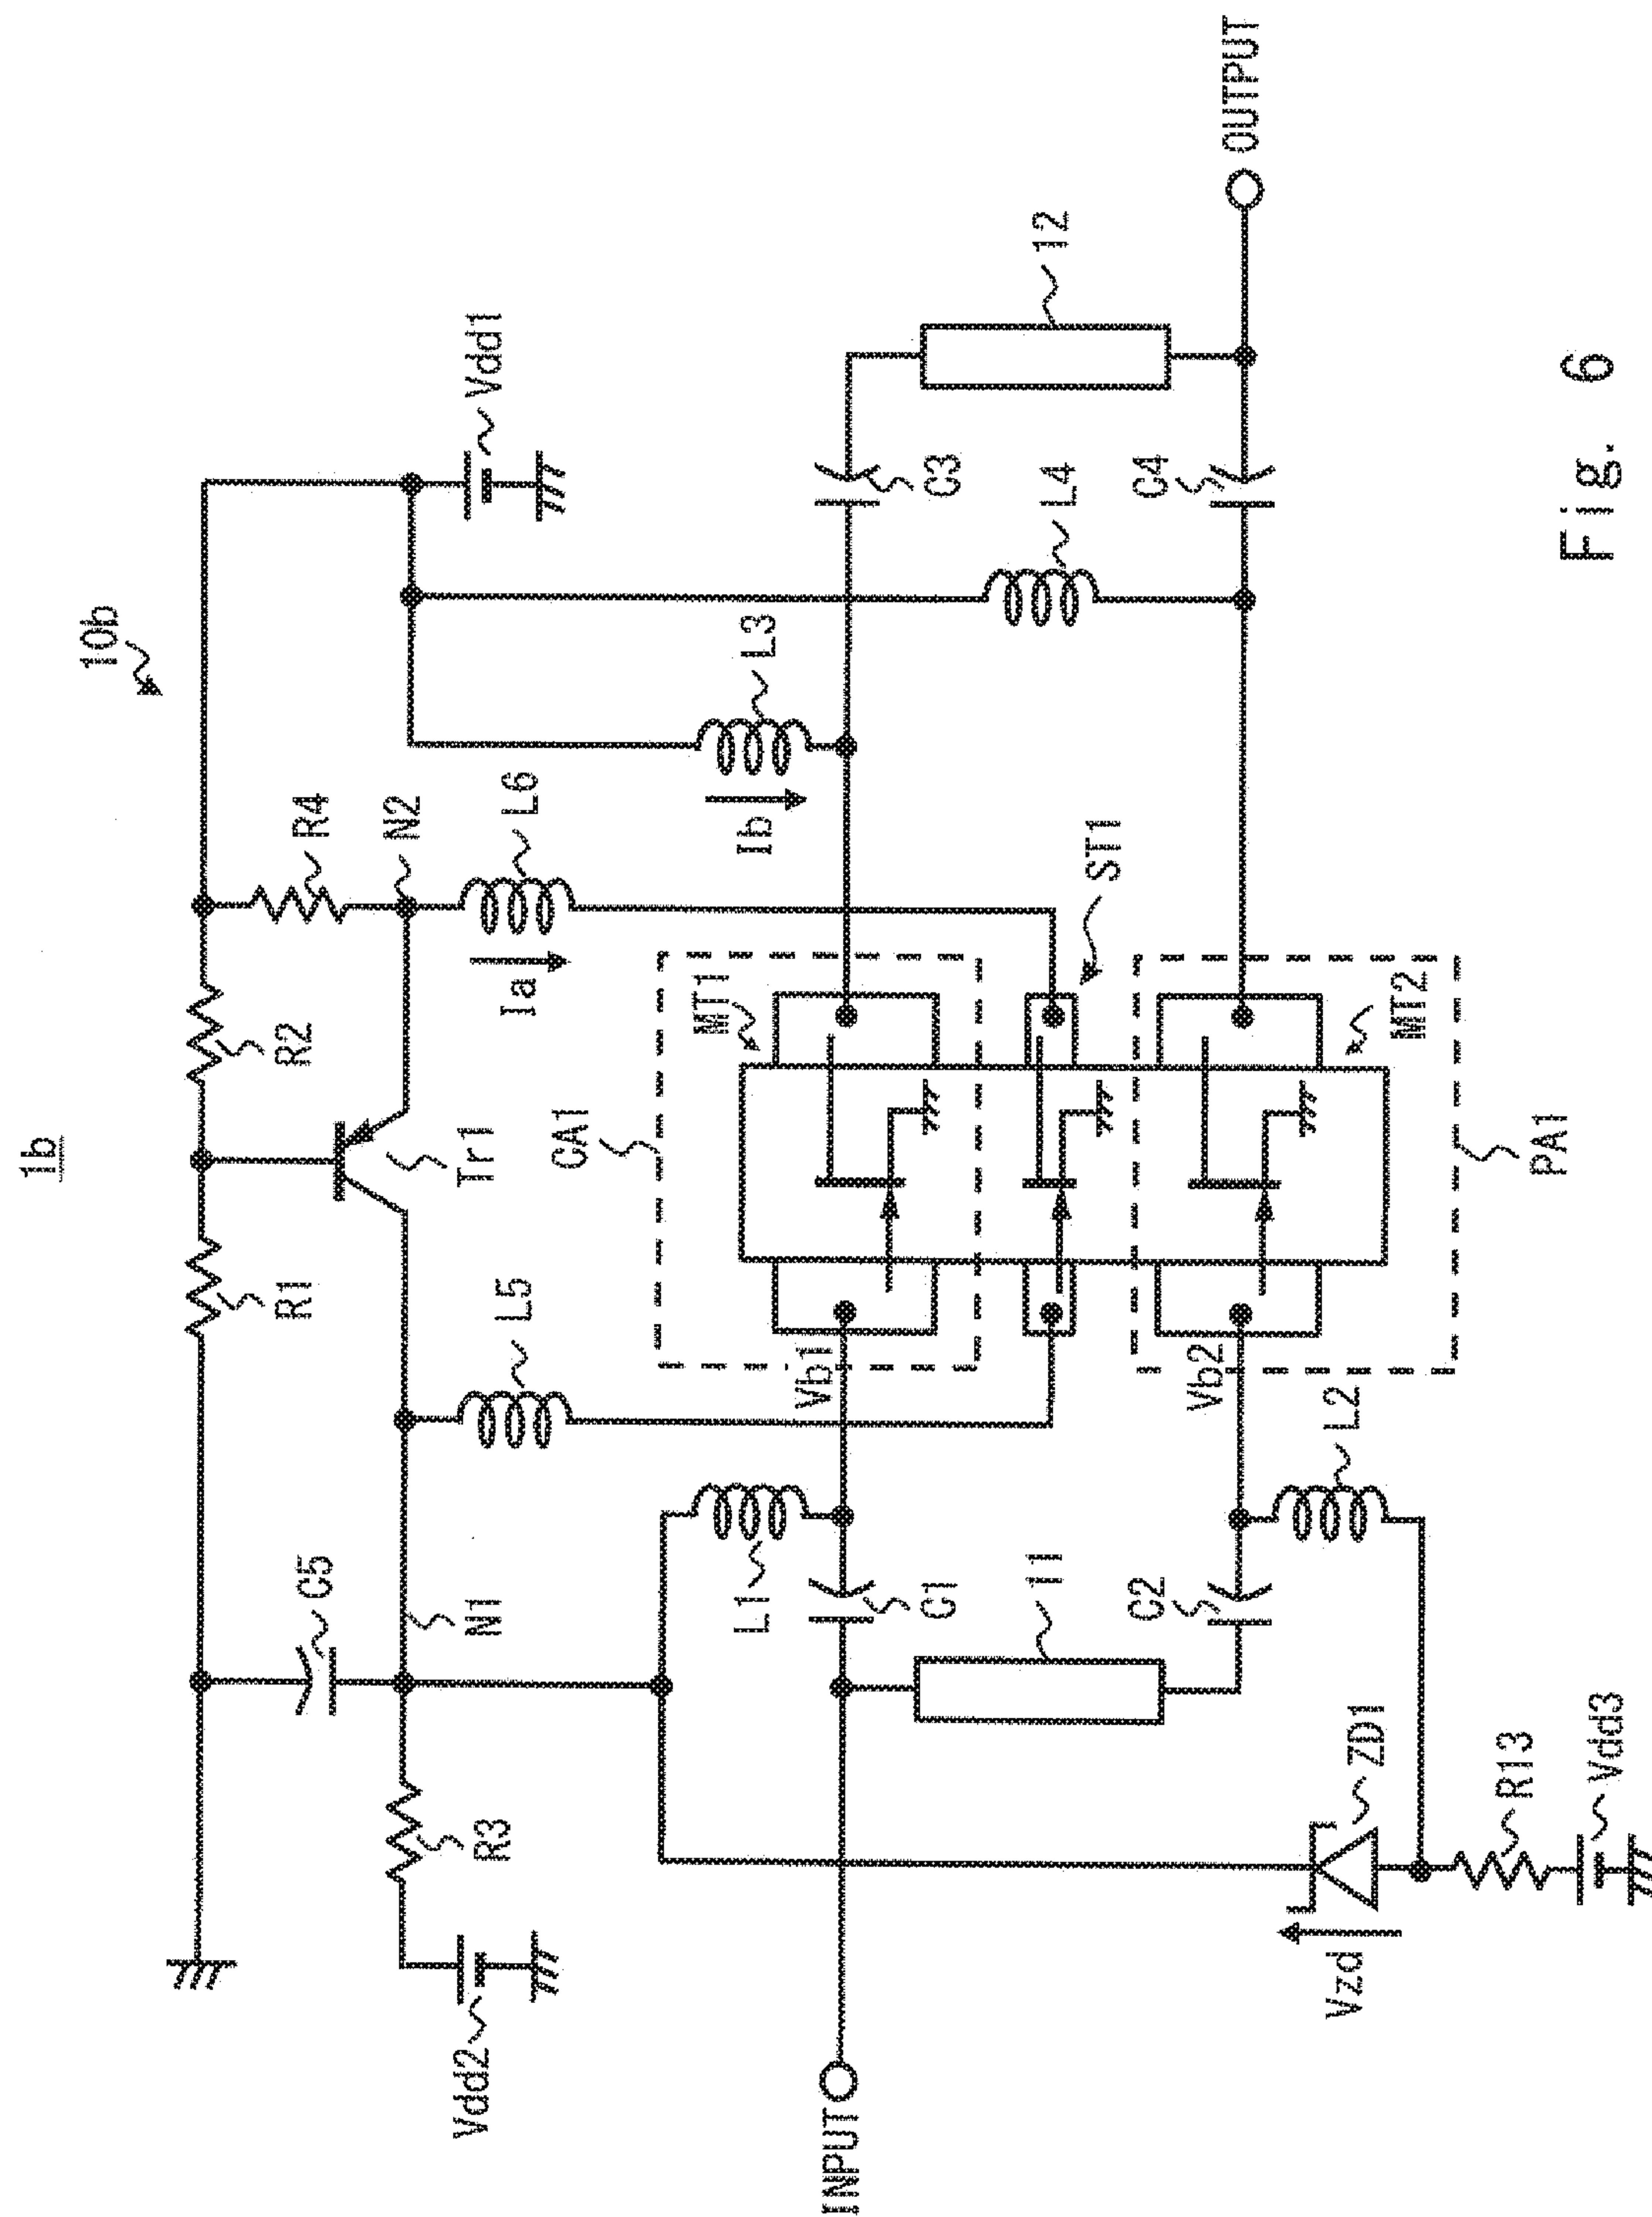 1b
10b
R1
R2
R4
C5
Tr1
N2
N1
R3
L5
L6
Ia
Vdd1
Vdd2
L3
Ib
CA1
MT1
L1
Vb1
C1
C3
INPUT
11
ST1
L4
12
C2
Vb2
C4
OUTPUT
L2
MT2
ZD1
Vzd
PA1
R13
Vdd3
Fig. 6